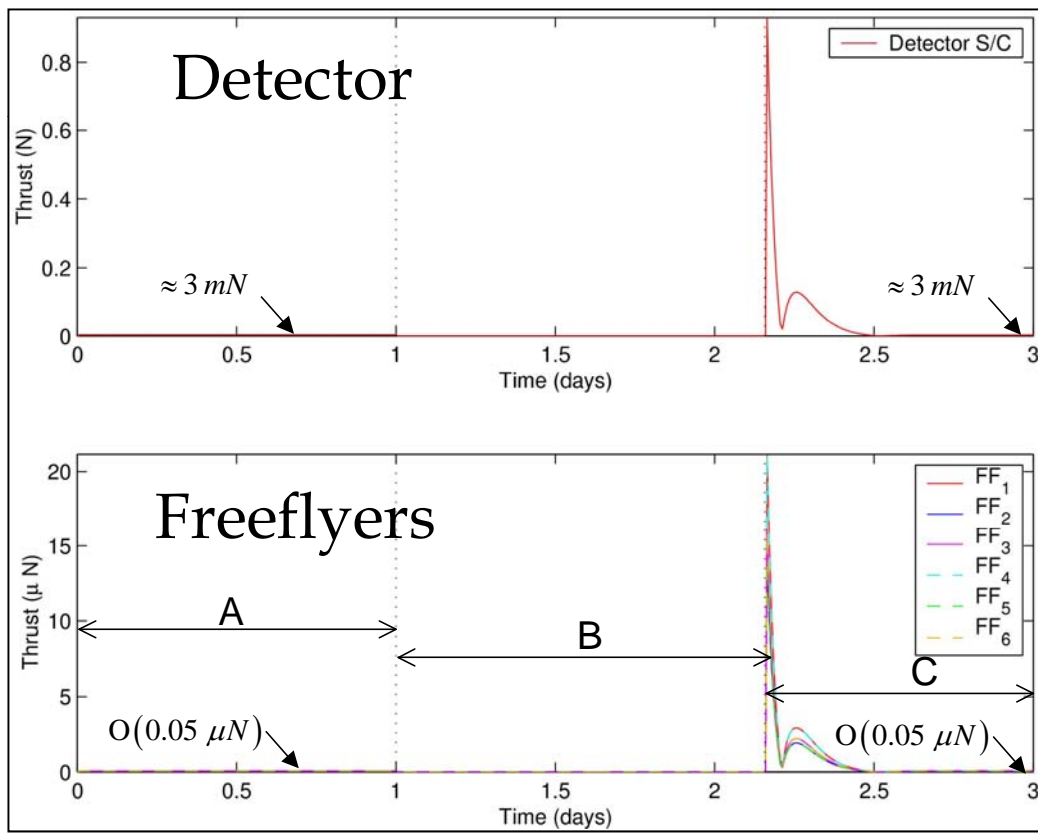 Detector
Detector S/C
Thrust (N)
0.8
0.6
0.4
0.2
0
≈ 3 mN
≈ 3 mN
0 0.5 1 1.5 2 2.5 3
Time (days)
Freeflyers
FF1
FF2
FF3
FF4
FF5
FF6
Thrust (μ N)
20
15
10
5
0
A
B
C
O(0.05 μN)
O(0.05 μN)
0 0.5 1 1.5 2 2.5 3
Time (days)